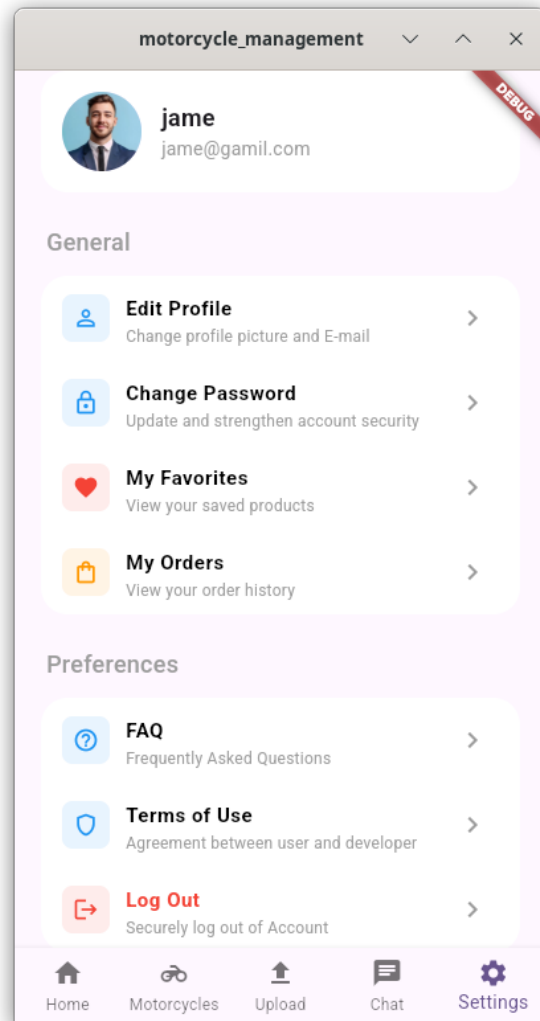 motorcycle_management
DEBUG
jame
jame@gamil.com
General
Edit Profile
Change profile picture and E-mail
Change Password
Update and strengthen account security
My Favorites
View your saved products
My Orders
View your order history
Preferences
FAQ
Frequently Asked Questions
Terms of Use
Agreement between user and developer
Log Out
Securely log out of Account
Home Motorcycles Upload Chat Settings